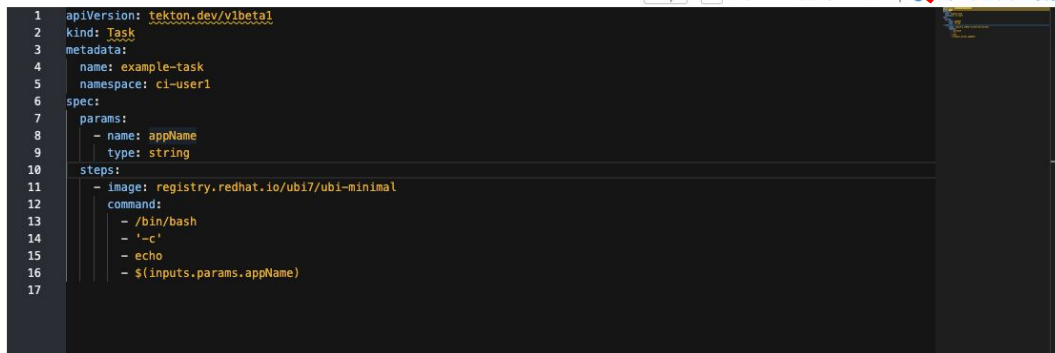 1 apiVersion: tekton.dev/v1beta1
2 kind: Task
3 metadata:
4   name: example-task
5   namespace: ci-user1
6 spec:
7   params:
8     - name: appName
9       type: string
10   steps:
11     - image: registry.redhat.io/ubi7/ubi-minimal
12       command:
13         - /bin/bash
14         - '-c'
15         - echo
16         - $(inputs.params.appName)
17